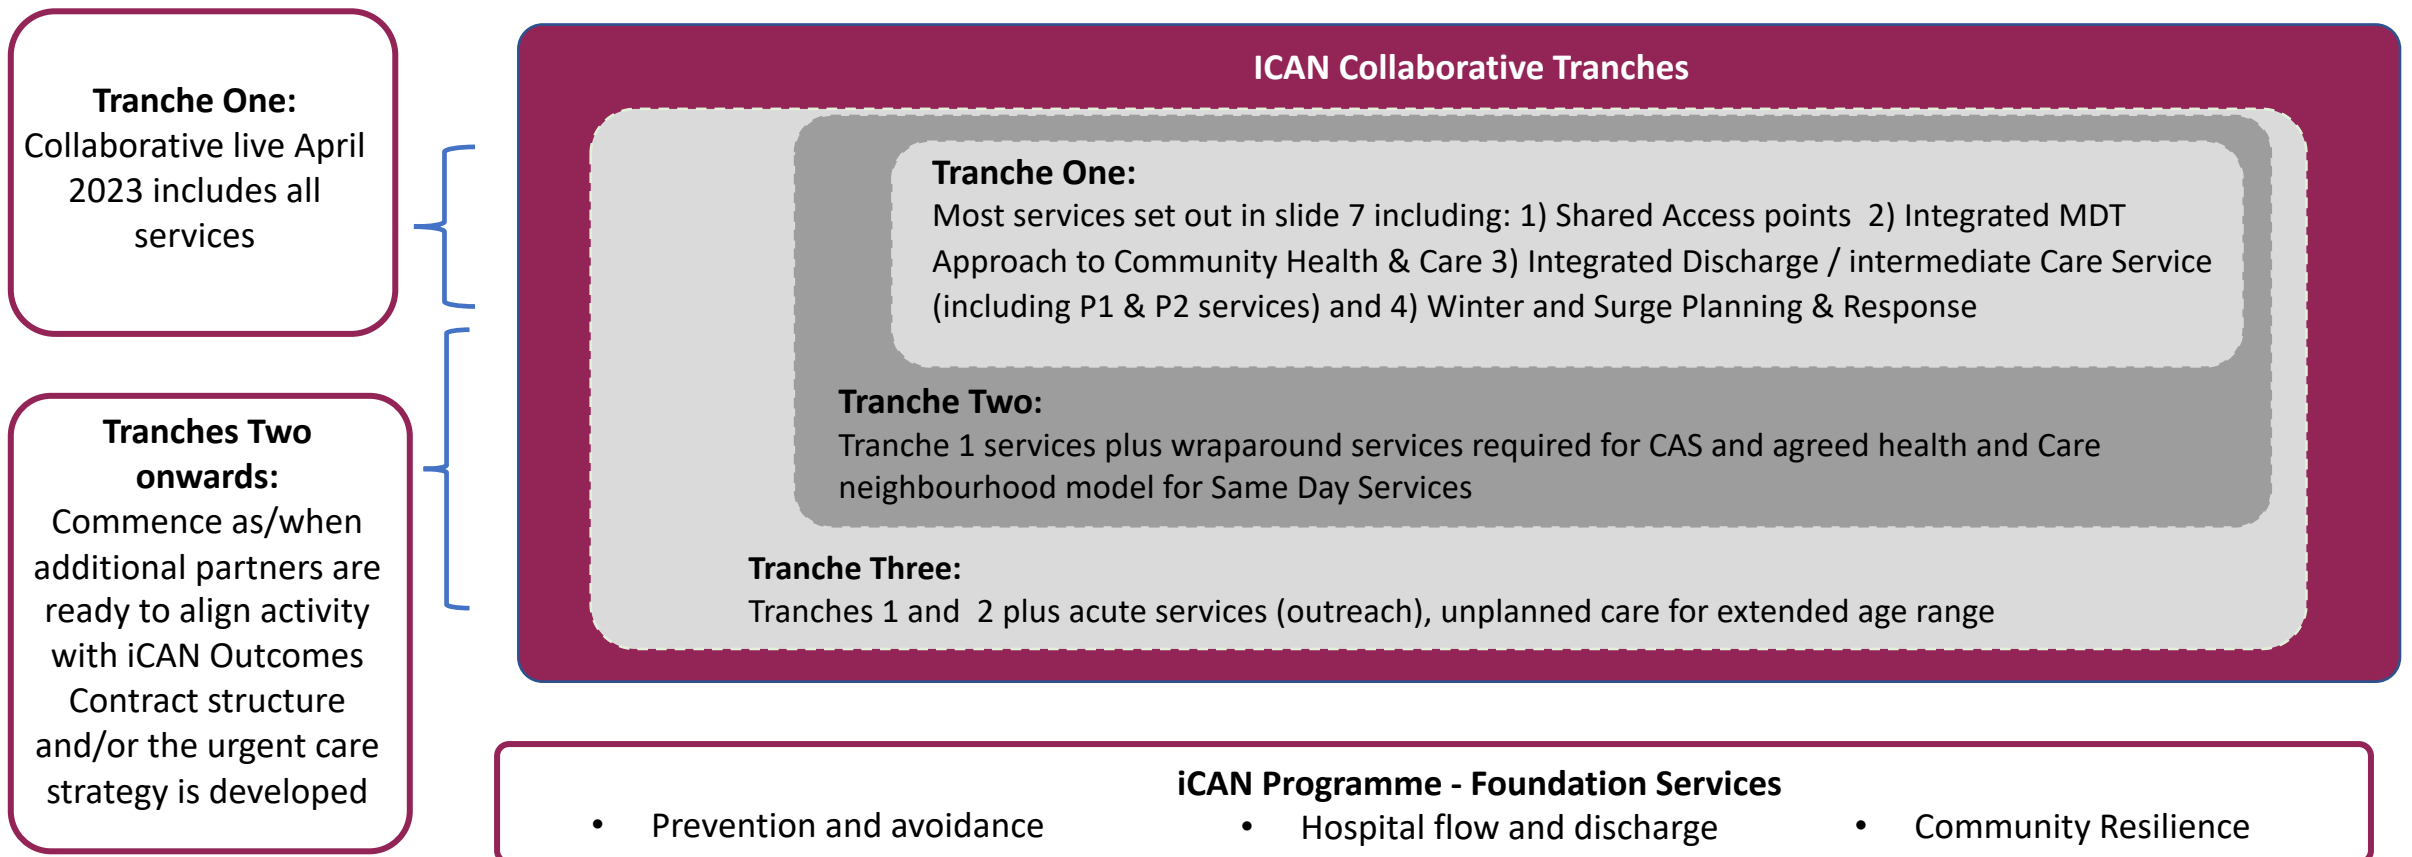 Tranche One:
Collaborative live April
2023 includes all
services
Tranches Two
onwards:
Commence as/when
additional partners are
ready to align activity
with iCAN Outcomes
Contract structure
and/or the urgent care
strategy is developed
ICAN Collaborative Tranches
Tranche One:
Most services set out in slide 7 including: 1) Shared Access points  2) Integrated MDT
Approach to Community Health & Care 3) Integrated Discharge / intermediate Care Service
(including P1 & P2 services) and 4) Winter and Surge Planning & Response
Tranche Two:
Tranche 1 services plus wraparound services required for CAS and agreed health and Care
neighbourhood model for Same Day Services
Tranche Three:
Tranches 1 and  2 plus acute services (outreach), unplanned care for extended age range
iCAN Programme - Foundation Services
• Prevention and avoidance • Hospital flow and discharge • Community Resilience